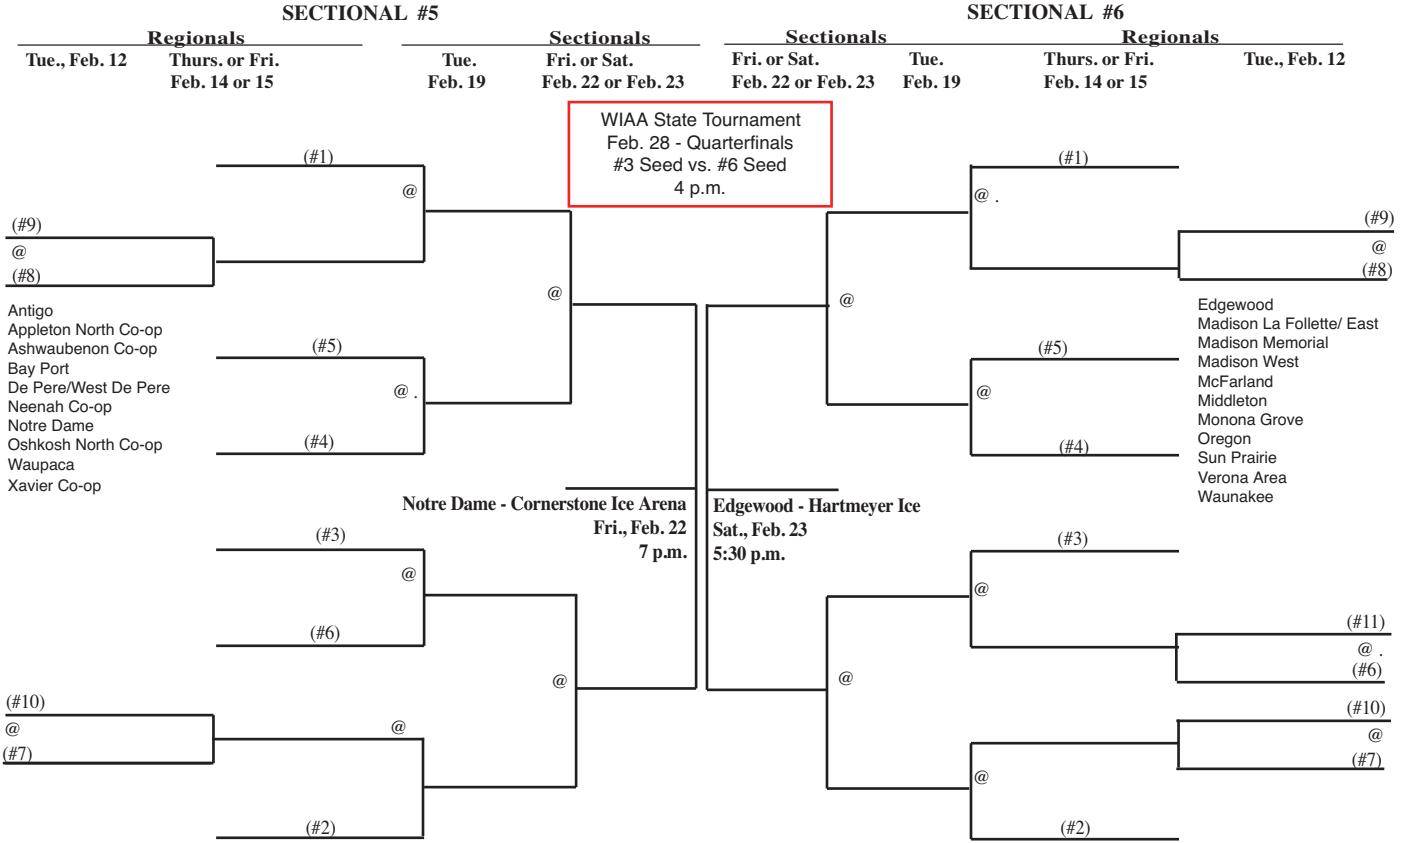 SECTIONAL #5
Regionals
Sectionals
Tue., Feb. 12
Thurs. or Fri.
Feb. 14 or 15
Tue.
Feb. 19
Fri. or Sat.
Feb. 22 or Feb. 23
SECTIONAL #6
Sectionals
Regionals
Fri. or Sat.
Feb. 22 or Feb. 23
Tue.
Feb. 19
Thurs. or Fri.
Feb. 14 or 15
Tue., Feb. 12
WIAA State Tournament
Feb. 28 - Quarterfinals
#3 Seed vs. #6 Seed
4 p.m.
(#1)
@
(#9)
@
(#8)
@
Antigo
Appleton North Co-op
Ashwaubenon Co-op
Bay Port
De Pere/West De Pere
Neenah Co-op
Notre Dame
Oshkosh North Co-op
Waupaca
Xavier Co-op
(#5)
@ .
(#4)
Notre Dame - Cornerstone Ice Arena
Fri., Feb. 22
7 p.m.
(#3)
@
(#6)
@
(#10)
@
(#7)
@
(#2)
(#1)
@ .
(#9)
@
(#8)
@
Edgewood
Madison La Follette/ East
Madison Memorial
Madison West
McFarland
Middleton
Monona Grove
Oregon
Sun Prairie
Verona Area
Waunakee
(#5)
@
(#4)
Edgewood - Hartmeyer Ice
Sat., Feb. 23
5:30 p.m.
(#3)
@
(#11)
@ .
(#6)
@
(#10)
@
(#7)
@
(#2)